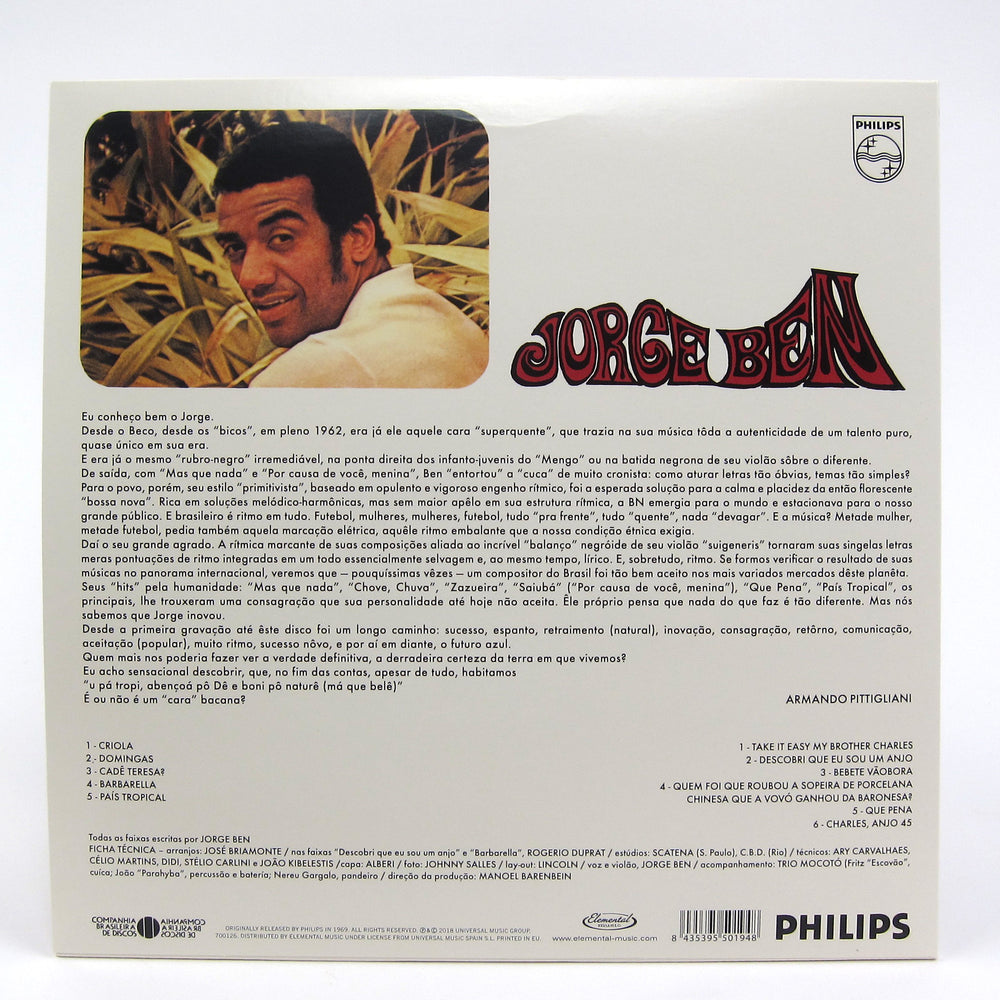 PHILIPS
JORGE BEN
Eu conheço bem o Jorge.
Desde o Beco, desde os “bicos”, em pleno 1962, era já ele aquele cara “superquente”, que trazia na sua música tôda a autenticidade de um talento puro,
quase único em sua era.
E era já o mesmo “rubro-negro” irremediável, na ponta direita dos infanto-juvenis do “Mengo” ou na batida negrona de seu violão sôbre o diferente.
De saída, com “Mas que nada” e “Por causa de você, menina”, Ben “entortou” a “cuca” de muito cronista: como aturar letras tão óbvias, temas tão simples?
Para o povo, porém, seu estilo “primitivista”, baseado em opulento e vigoroso engenho rítmico, foi a esperada solução para a calma e placidez da então florescente
“bossa nova”. Rica em soluções melódico-harmônicas, mas sem maior apêlo em sua estrutura rítmica, a BN emergia para o mundo e estacionava para o nosso
grande público. E brasileiro é ritmo em tudo. Futebol, mulheres, mulheres, futebol, tudo “pra frente”, tudo “quente”, nada “devagar”. E a música? Metade mulher,
metade futebol, pedia também aquela marcação elétrica, aquêle ritmo embalante que a nossa condição étnica exigia.
Daí o seu grande agrado. A rítmica marcante de suas composições aliada ao incrível “balanço” negróide de seu violão “suigeneris” tornaram suas singelas letras
meras pontuações de ritmo integradas em um todo essencialmente selvagem e, ao mesmo tempo, lírico. E, sobretudo, ritmo. Se formos verificar o resultado de suas
músicas no panorama internacional, veremos que – pouquíssimas vêzes – um compositor do Brasil foi tão bem aceito nos mais variados mercados dêste planêta.
Seus “hits” pela humanidade: “Mas que nada”, “Chove, Chuva”, “Zazueira”, “Saiubá” (“Por causa de você, menina”), “Que Pena”, “País Tropical”, os
principais, lhe trouxeram uma consagração que sua personalidade até hoje não aceita. Êle próprio pensa que nada do que faz é tão diferente. Mas nós
sabemos que Jorge inovou.
Desde a primeira gravação até êste disco foi um longo caminho: sucesso, espanto, retraimento (natural), inovação, consagração, retôrno, comunicação,
aceitação (popular), muito ritmo, sucesso nôvo, e por aí em diante, o futuro azul.
Quem mais nos poderia fazer ver a verdade definitiva, a derradeira certeza da terra em que vivemos?
Eu acho sensacional descobrir, que, no fim das contas, apesar de tudo, habitamos
“u pá tropi, abençoá pô Dê e boni pô naturê (má que belê)”
É ou não é um “cara” bacana?
ARMANDO PITTIGLIANI
1 - CRIOLA
2 - DOMINGAS
3 - CADÊ TERESA?
4 - BARBARELLA
5 - PAÍS TROPICAL
1 - TAKE IT EASY MY BROTHER CHARLES
2 - DESCOBRI QUE EU SOU UM ANJO
3 - BEBETE VÃOBORA
4 - QUEM FOI QUE ROUBOU A SOPEIRA DE PORCELANA
CHINESA QUE A VOVÓ GANHOU DA BARONESA?
5 - QUE PENA
6 - CHARLES, ANJO 45
Todas as faixas escritas por JORGE BEN
FICHA TÉCNICA – arranjos: JOSÉ BRIAMONTE / nas faixas “Descobri que eu sou um anjo” e “Barbarella”, ROGERIO DUPRAT / estúdios: SCATENA (S. Paulo), C.B.D. (Rio) / técnicos: ARY CARVALHAES,
CÉLIO MARTINS, DIDI, STÉLIO CARLINI e JOÃO KIBELESTIS /capa: ALBERI / foto: JOHNNY SALLES / lay-out: LINCOLN / voz e violão, JORGE BEN / acompanhamento: TRIO MOCOTÓ (Fritz “Escavão”,
cuíca; João “Parahyba”, percussão e bateria; Nereu Gargalo, pandeiro / direção da produção: MANOEL BARENBEIN
COMPANHIA
BRASILEIRA
DE DISCOS
COMPANHIA
BRASILEIRA
DE DISCOS
ORIGINALLY RELEASED BY PHILIPS IN 1969. ALL RIGHTS RESERVED. ℗&© 2018 UNIVERSAL MUSIC GROUP.
700126. DISTRIBUTED BY ELEMENTAL MUSIC UNDER LICENSE FROM UNIVERSAL MUSIC SPAIN S.L. PRINTED IN EU.
Elemental
MUSIC
www.elemental-music.com
8 435395 501948
PHILIPS